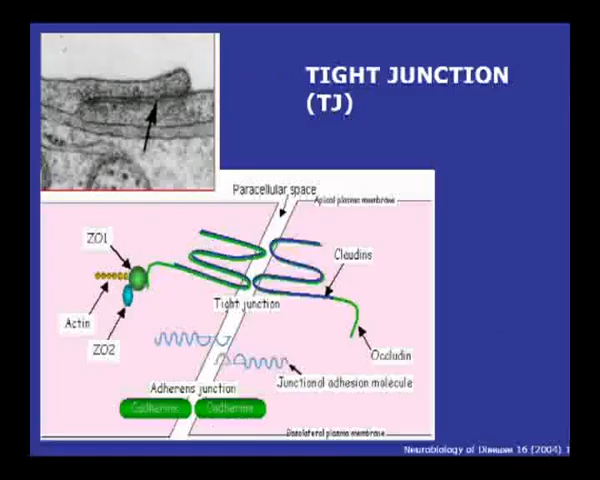 TIGHT JUNCTION
(TJ)
Paracellular space
Apical plasma membrane
ZO1
Claudins
Tight junction
Actin
ZO2
Occludin
Junctional adhesion molecule
Adherens junction
Cadherins Cadherins
Basolateral plasma membrane
Neurobiology of Disease 16 (2004) 1